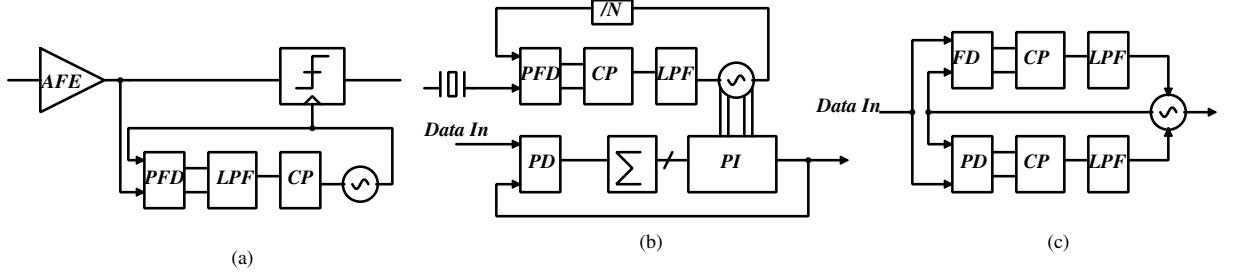 AFE
PFD LPF CP
(a)
/N
PFD CP LPF
Data In
PD Σ PI
(b)
FD CP LPF
Data In
PD CP LPF
(c)